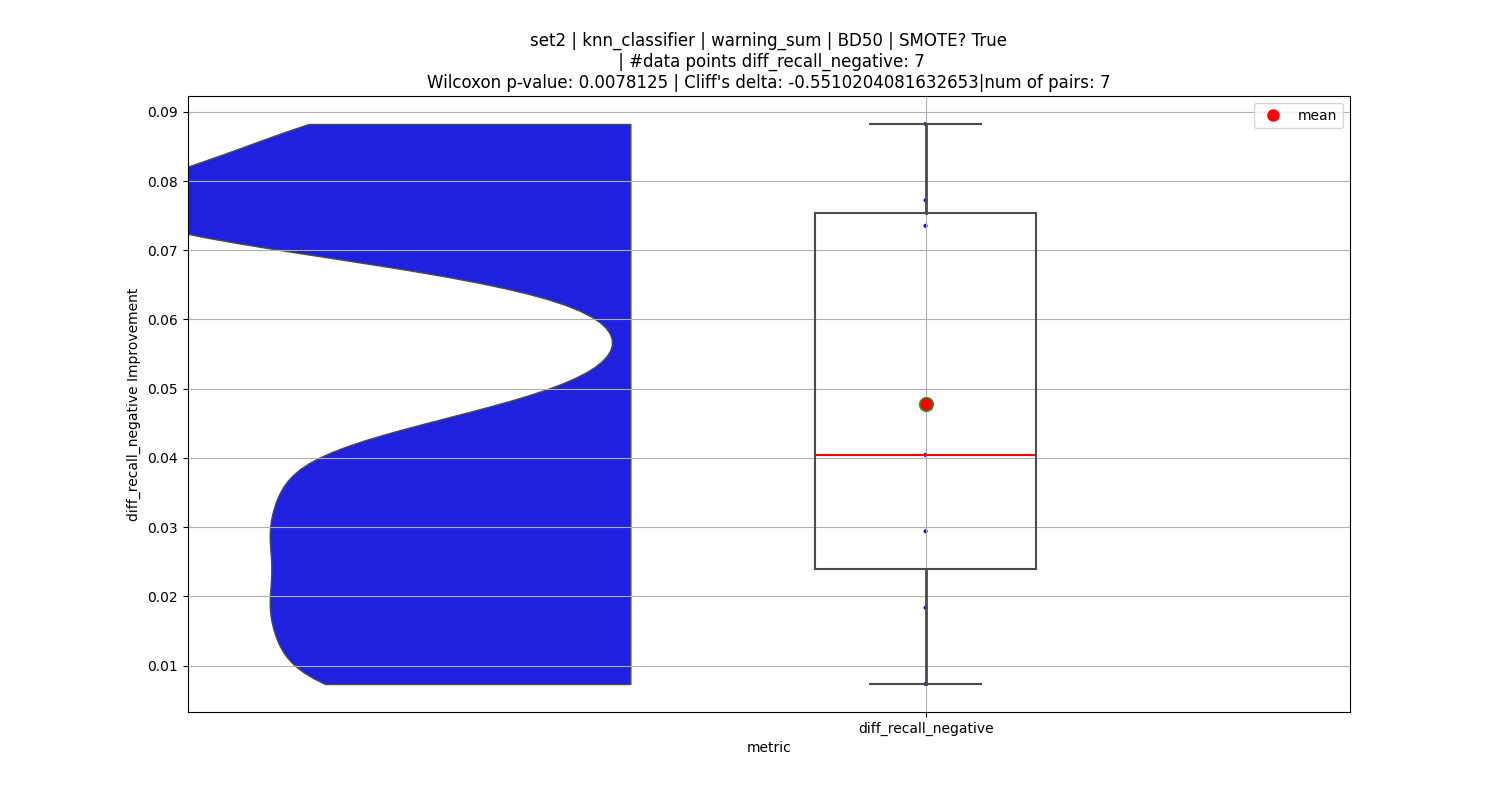 set2 | knn_classifier | warning_sum | BD50 | SMOTE? True
| #data points diff_recall_negative: 7
Wilcoxon p-value: 0.0078125 | Cliff's delta: -0.5510204081632653|num of pairs: 7
mean
0.09
0.08
0.07
0.06
0.05
0.04
0.03
0.02
0.01
diff_recall_negative Improvement
diff_recall_negative
metric